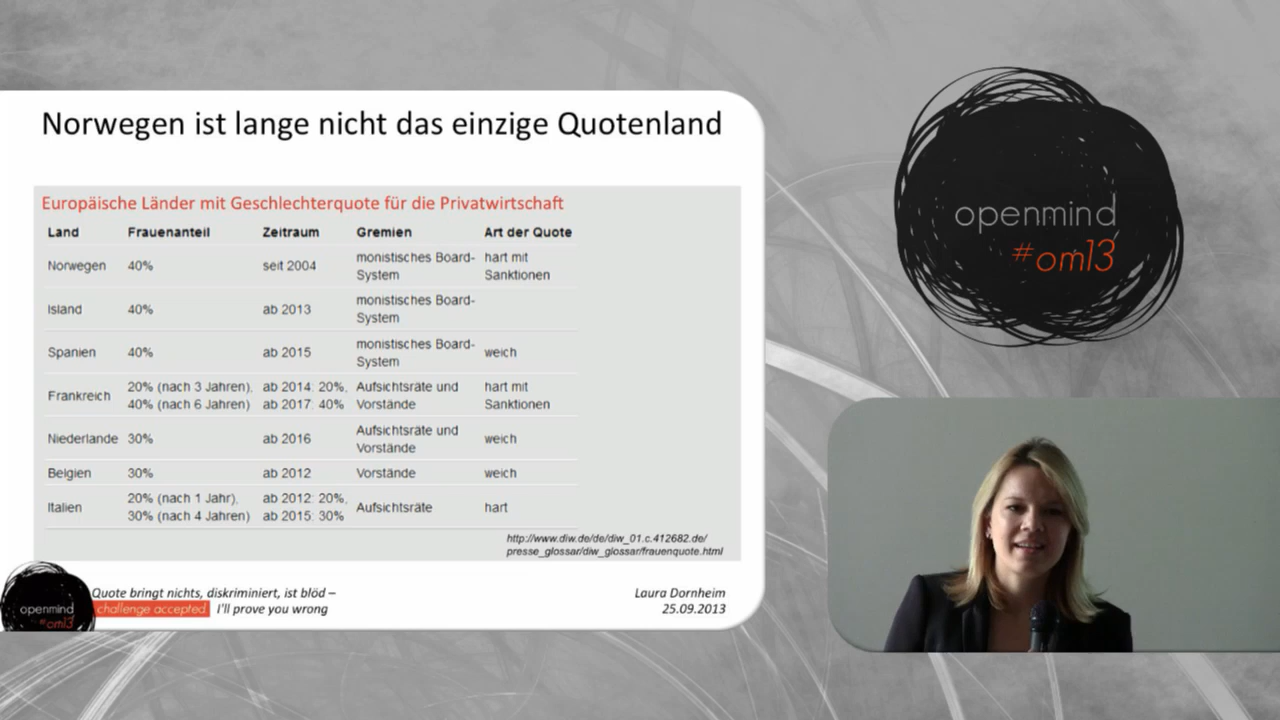 Norwegen ist lange nicht das einzige Quotenland
Europäische Länder mit Geschlechterquote für die Privatwirtschaft
Land Frauenanteil Zeitraum Gremien Art der Quote
Norwegen 40% seit 2004 monistisches Board-System hart mit Sanktionen
Island 40% ab 2013 monistisches Board-System
Spanien 40% ab 2015 monistisches Board-System weich
Frankreich 20% (nach 3 Jahren), 40% (nach 6 Jahren) ab 2014: 20%, ab 2017: 40% Aufsichtsräte und Vorstände hart mit Sanktionen
Niederlande 30% ab 2016 Aufsichtsräte und Vorstände weich
Belgien 30% ab 2012 Vorstände weich
Italien 20% (nach 1 Jahr), 30% (nach 4 Jahren) ab 2012: 20%, ab 2015: 30% Aufsichtsräte hart
http://www.diw.de/de/diw_01.c.412682.de/
presse_glossar/diw_glossar/frauenquote.html
openmind
#om13
Quote bringt nichts, diskriminiert, ist blöd –
challenge accepted I'll prove you wrong
Laura Dornheim
25.09.2013
openmind
#om13